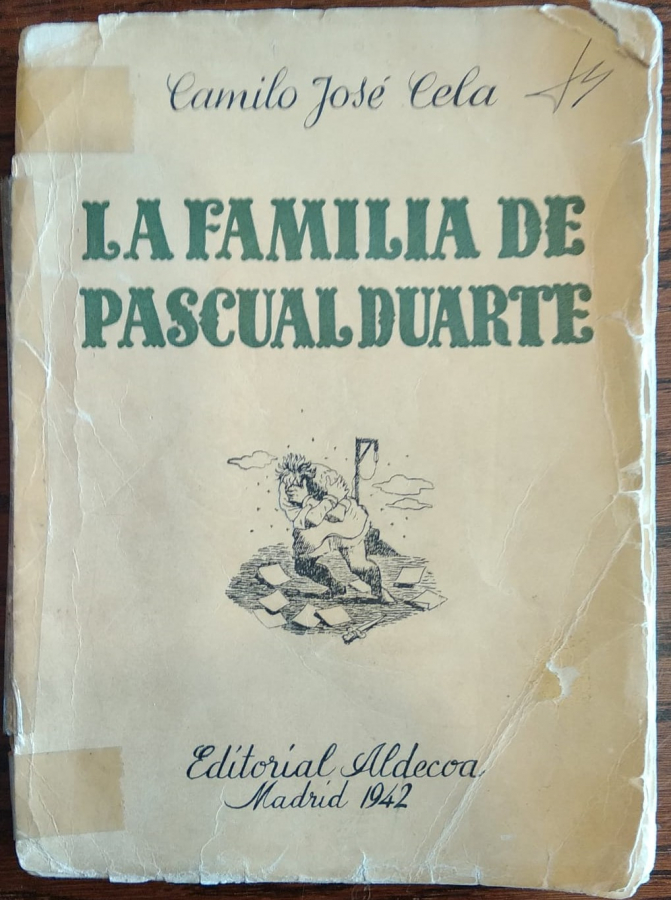 Camilo José Cela
LA FAMILIA DE
PASCUAL DUARTE
Editorial Aldecoa
Madrid 1942